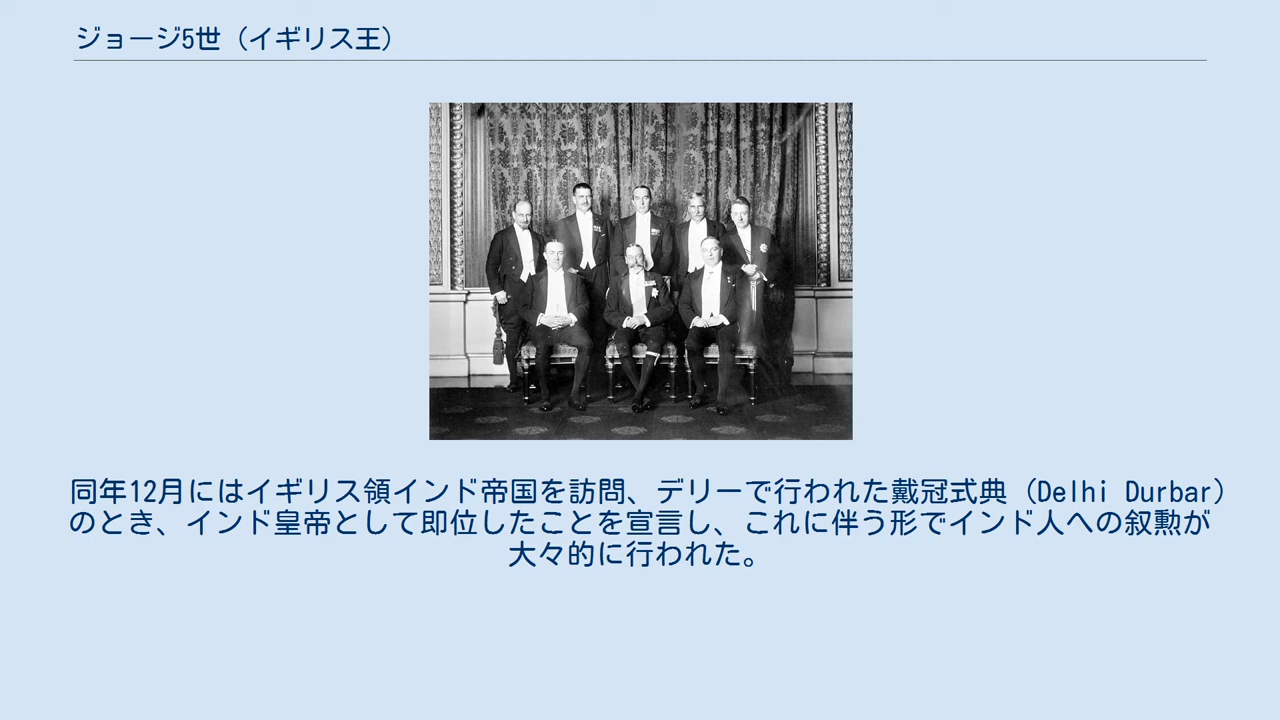 ジョージ5世（イギリス王）
同年12月にはイギリス領インド帝国を訪問、デリーで行われた戴冠式典（Delhi Durbar）
のとき、インド皇帝として即位したことを宣言し、これに伴う形でインド人への叙勲が
大々的に行われた。